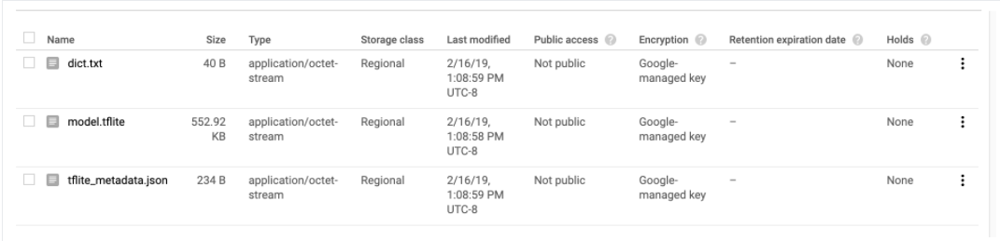 Name Size Type Storage class Last modified Public access Encryption Retention expiration date Holds
dict.txt 40 B application/octet- Regional 2/16/19, Not public Google- – None
stream 1:08:59 PM managed key
UTC-8
model.tflite 552.92 application/octet- Regional 2/16/19, Not public Google- – None
KB stream 1:08:58 PM managed key
UTC-8
tflite_metadata.json 234 B application/octet- Regional 2/16/19, Not public Google- – None
stream 1:08:59 PM managed key
UTC-8